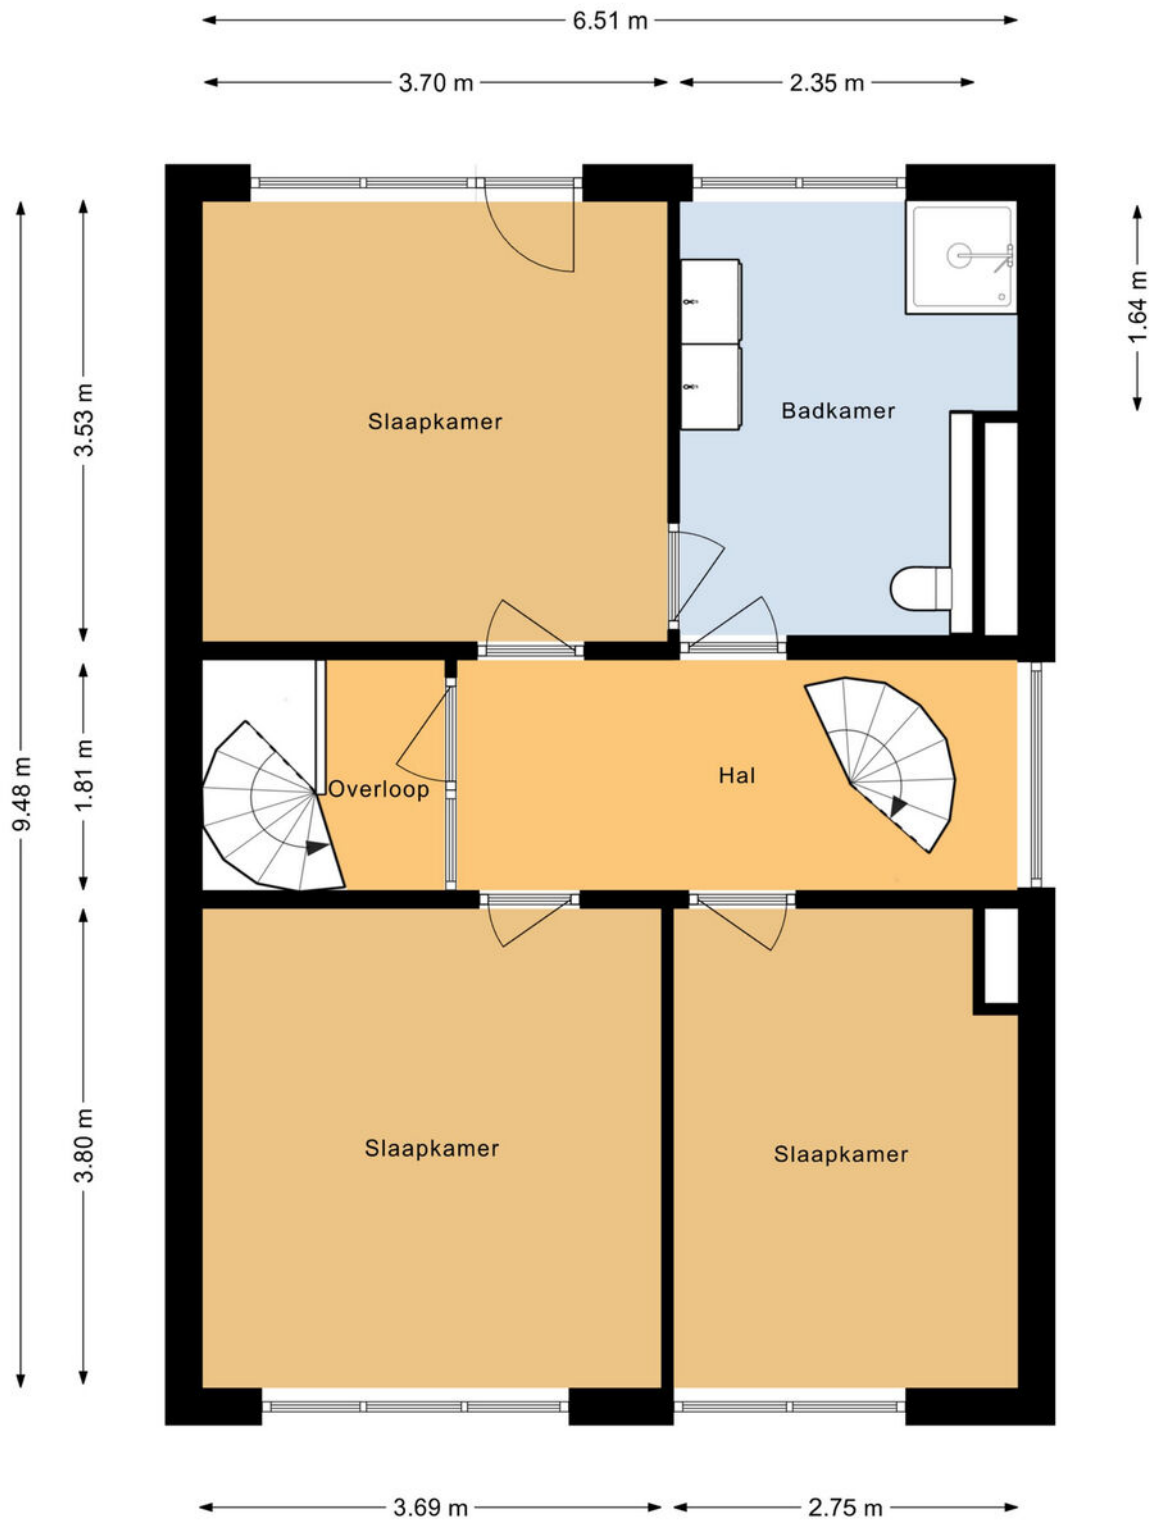 6.51 m
3.70 m
2.35 m
1.64 m
3.53 m
Slaapkamer
Badkamer
9.48 m
1.81 m
Overloop
Hal
3.80 m
Slaapkamer
Slaapkamer
3.69 m
2.75 m